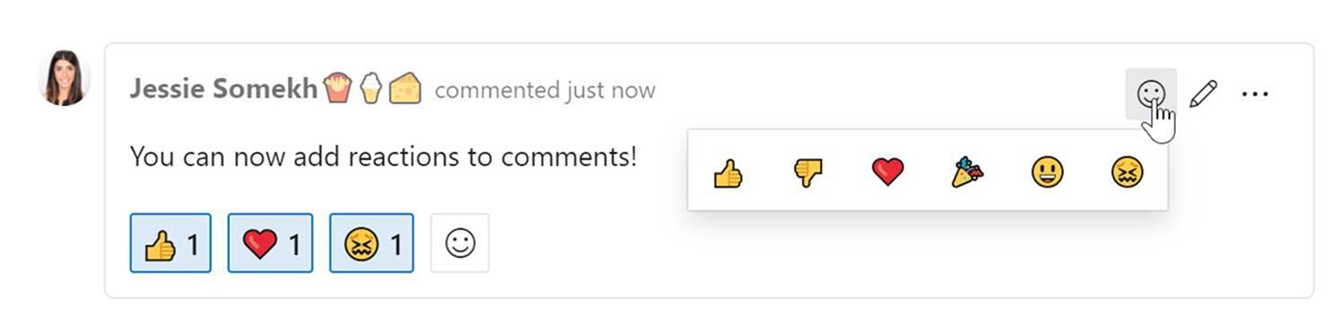 Jessie Somekh🍟🍦🧀 commented just now
You can now add reactions to comments!
👍 1 ❤️ 1 😖 1